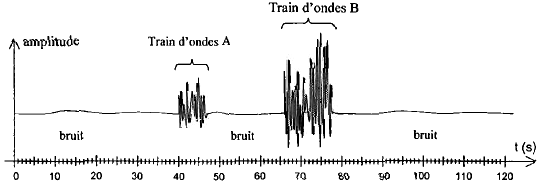 Train d'ondes B
amplitude
Train d'ondes A
bruit
bruit
bruit
t (s)
0 10 20 30 40 50 60 70 80 90 100 110 120